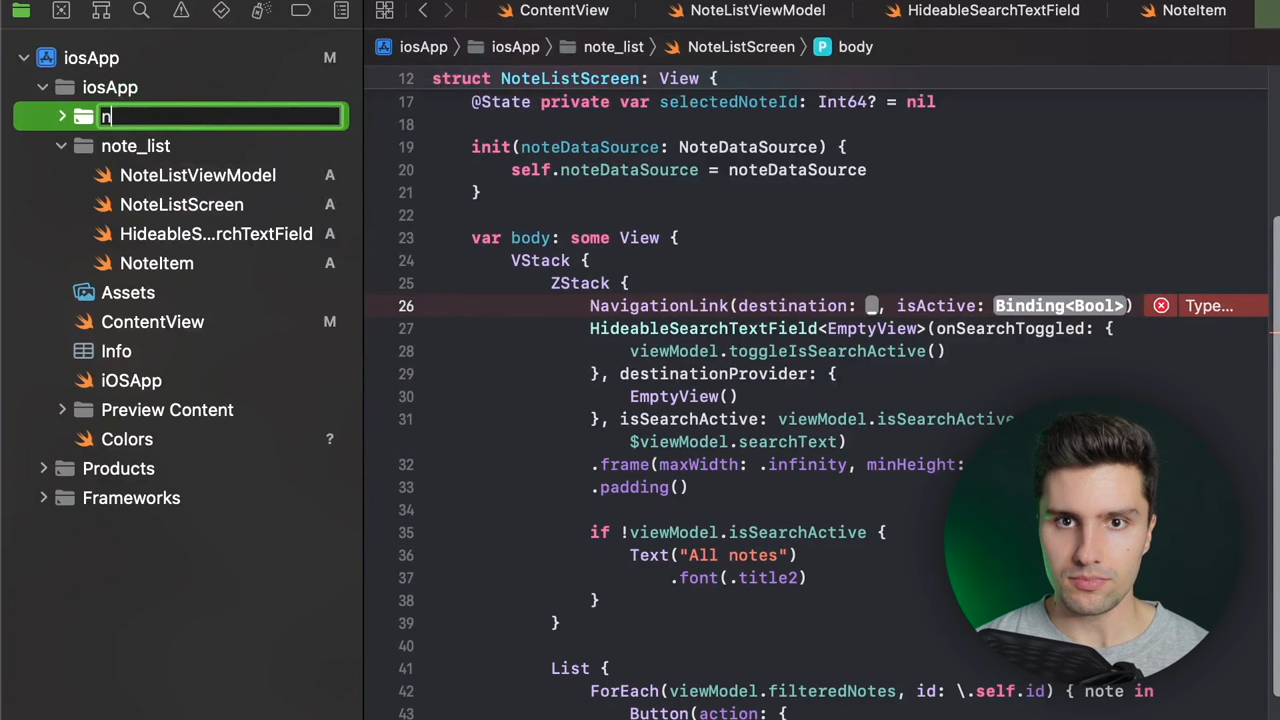 ContentView
NoteListViewModel
HideableSearchTextField
NoteItem
iosApp
iosApp
note_list
NoteListScreen
P
body
iosApp M
iosApp
n
note_list
NoteListViewModel A
NoteListScreen A
HideableS...rchTextField A
NoteItem A
Assets
ContentView M
Info
iOSApp
Preview Content
Colors ?
Products
Frameworks
12 struct NoteListScreen: View {
17 @State private var selectedNoteId: Int64? = nil
18
19 init(noteDataSource: NoteDataSource) {
20 self.noteDataSource = noteDataSource
21 }
22
23 var body: some View {
24 VStack {
25 ZStack {
26 NavigationLink(destination: _, isActive: Binding<Bool>) Type...
27 HideableSearchTextField<EmptyView>(onSearchToggled: {
28 viewModel.toggleIsSearchActive()
29 }, destinationProvider: {
30 EmptyView()
31 }, isSearchActive: viewModel.isSearchActive
$viewModel.searchText)
32 .frame(maxWidth: .infinity, minHeight:
33 .padding()
34
35 if !viewModel.isSearchActive {
36 Text("All notes")
37 .font(.title2)
38 }
39 }
40
41 List {
42 ForEach(viewModel.filteredNotes, id: \.self.id) { note in
43 Button(action: {